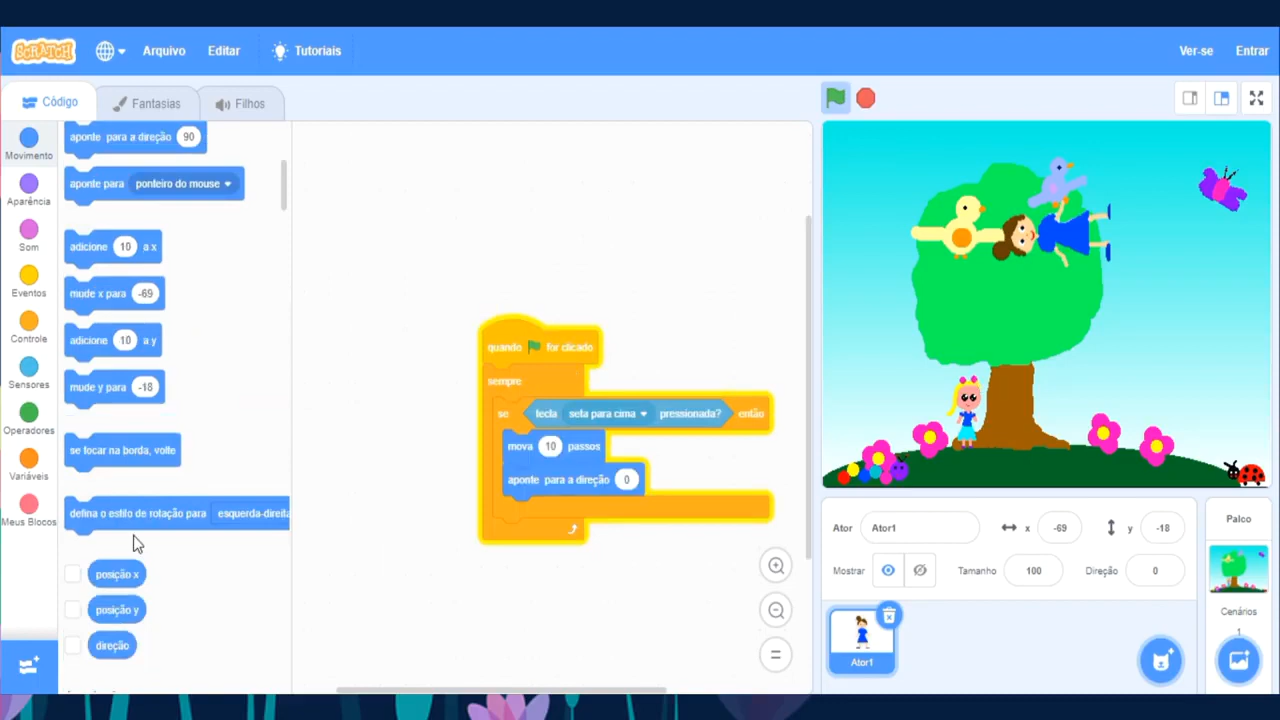 SCRATCH
Arquivo
Editar
Tutoriais
Ver-se
Entrar
Código
Fantasias
Filhos
Movimento
Aparência
Som
Eventos
Controle
Sensores
Operadores
Variáveis
Meus Blocos
aponte para a direção 90
aponte para ponteiro do mouse
adicione 10 a x
mude x para -69
adicione 10 a y
mude y para -18
se tocar na borda, volte
defina o estilo de rotação para esquerda-direita
posição x
posição y
direção
quando for clicado
sempre
se tecla seta para cima pressionada? então
mova 10 passos
aponte para a direção 0
Ator Ator1 x -69 y -18
Mostrar Tamanho 100 Direção 0
Ator1
Palco
Cenários
1